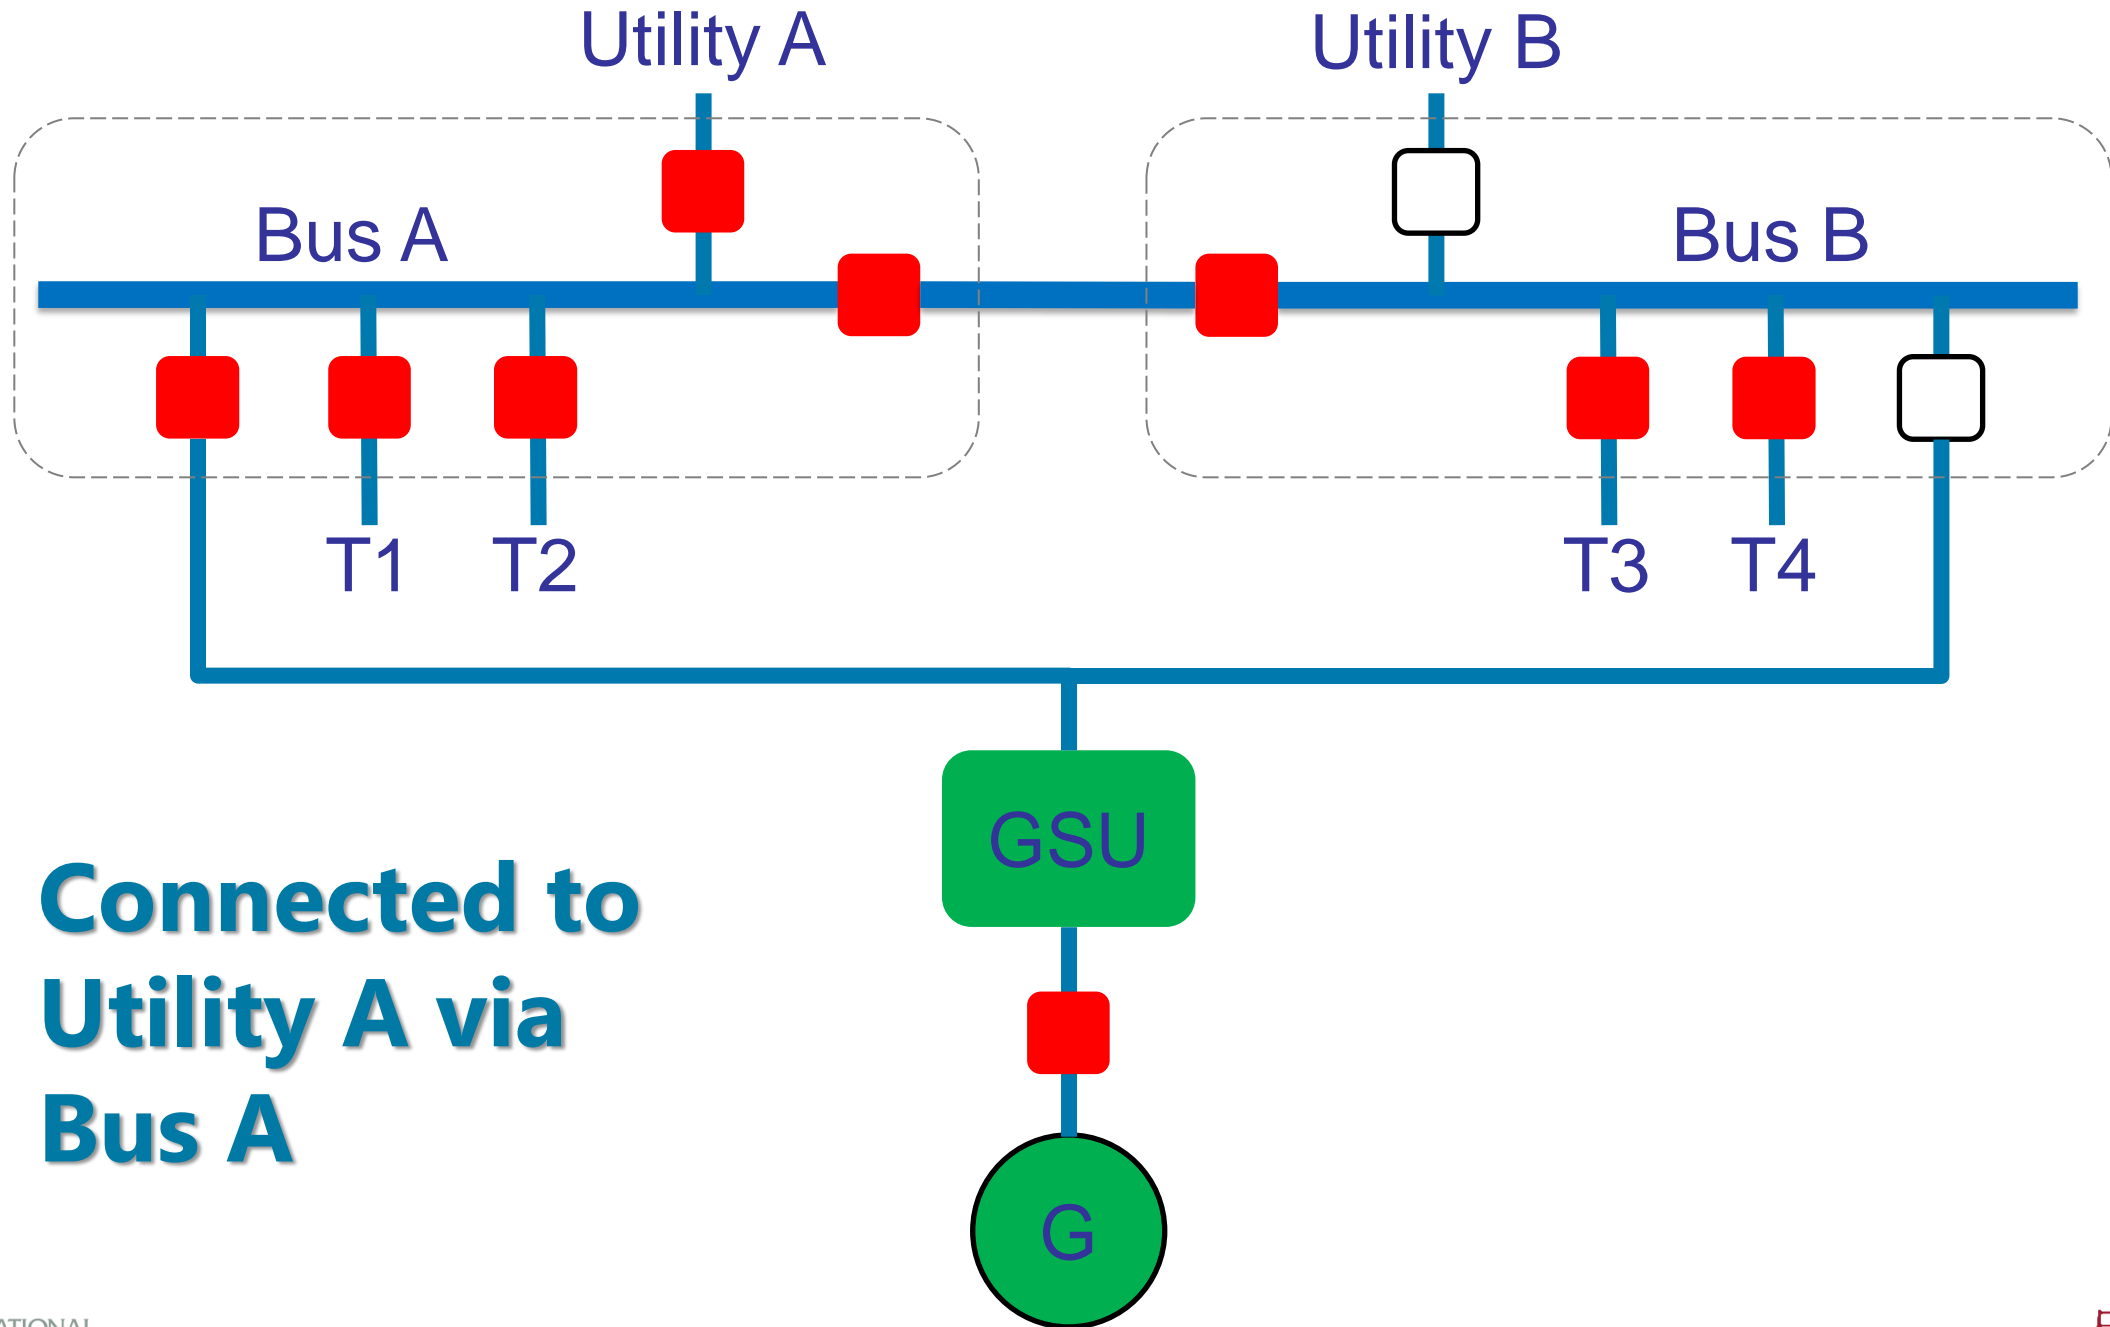 Utility A
Utility B
Bus A
Bus B
T1
T2
T3
T4
GSU
Connected to
Utility A via
Bus A
G